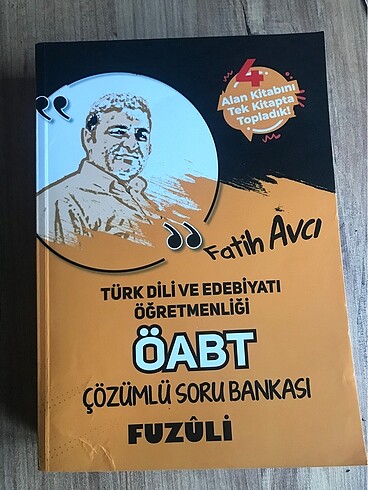 4
Alan Kitabını
Tek Kitapta
Topladık!
Fatih Avcı
TÜRK DİLİ VE EDEBİYATI
ÖĞRETMENLİĞİ
ÖABT
ÇÖZÜMLÜ SORU BANKASI
FUZÛLİ